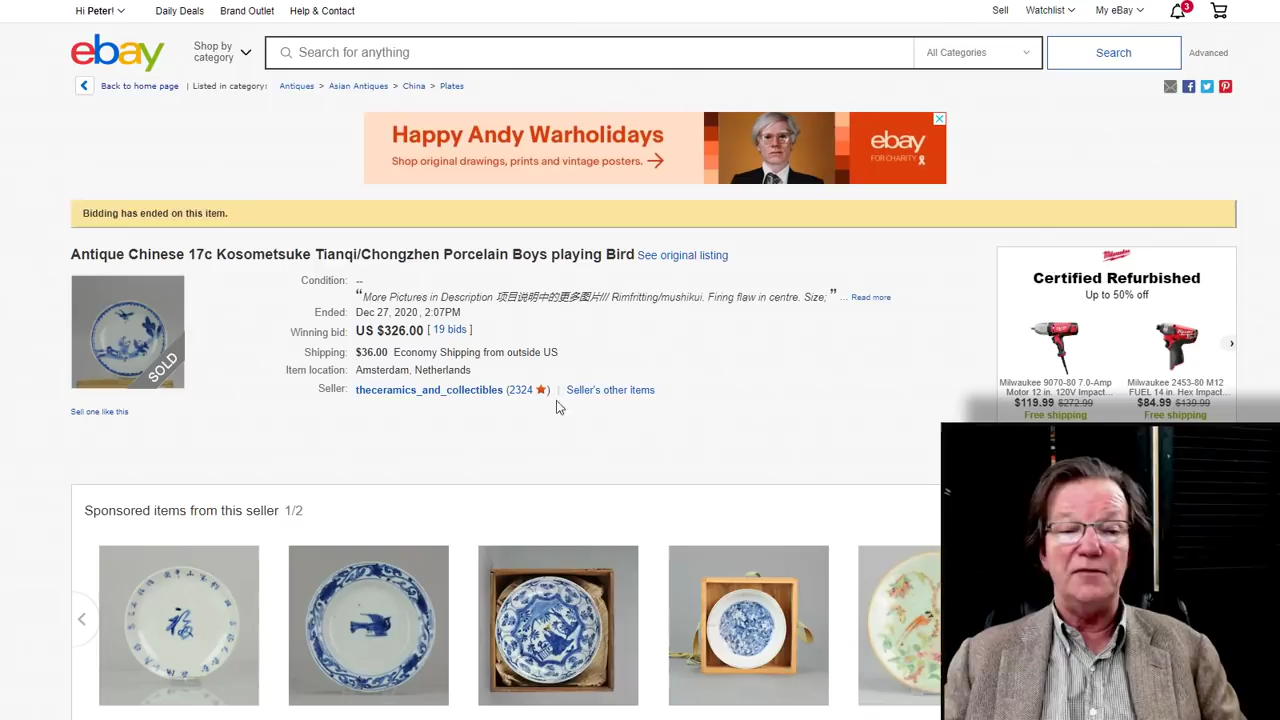 Hi Peter!
Daily Deals
Brand Outlet
Help & Contact
Sell
Watchlist
My eBay
3
ebay
Shop by category
Search for anything
All Categories
Search
Advanced
Back to home page | Listed in category:
Antiques > Asian Antiques > China > Plates
Happy Andy Warholidays
Shop original drawings, prints and vintage posters.
ebay
FOR CHARITY
Bidding has ended on this item.
Antique Chinese 17c Kosometsuke Tianqi/Chongzhen Porcelain Boys playing Bird See original listing
Condition: --
“More Pictures in Description 项目说明中的更多图片/// Rimfritting/mushikui. Firing flaw in centre. Size; ” ... Read more
Ended: Dec 27, 2020 , 2:07PM
Winning bid: US $326.00 [ 19 bids ]
Shipping: $36.00 Economy Shipping from outside US
Item location: Amsterdam, Netherlands
Seller: theceramics_and_collectibles (2324 ) | Seller's other items
SOLD
Sell one like this
Milwaukee
Certified Refurbished
Up to 50% off
Milwaukee 9070-80 7.0-Amp Motor 12 in. 120V Impact...
$119.99 $272.99
Free shipping
Milwaukee 2453-80 M12 FUEL 14 in. Hex Impact...
$84.99 $139.99
Free shipping
Sponsored items from this seller 1/2